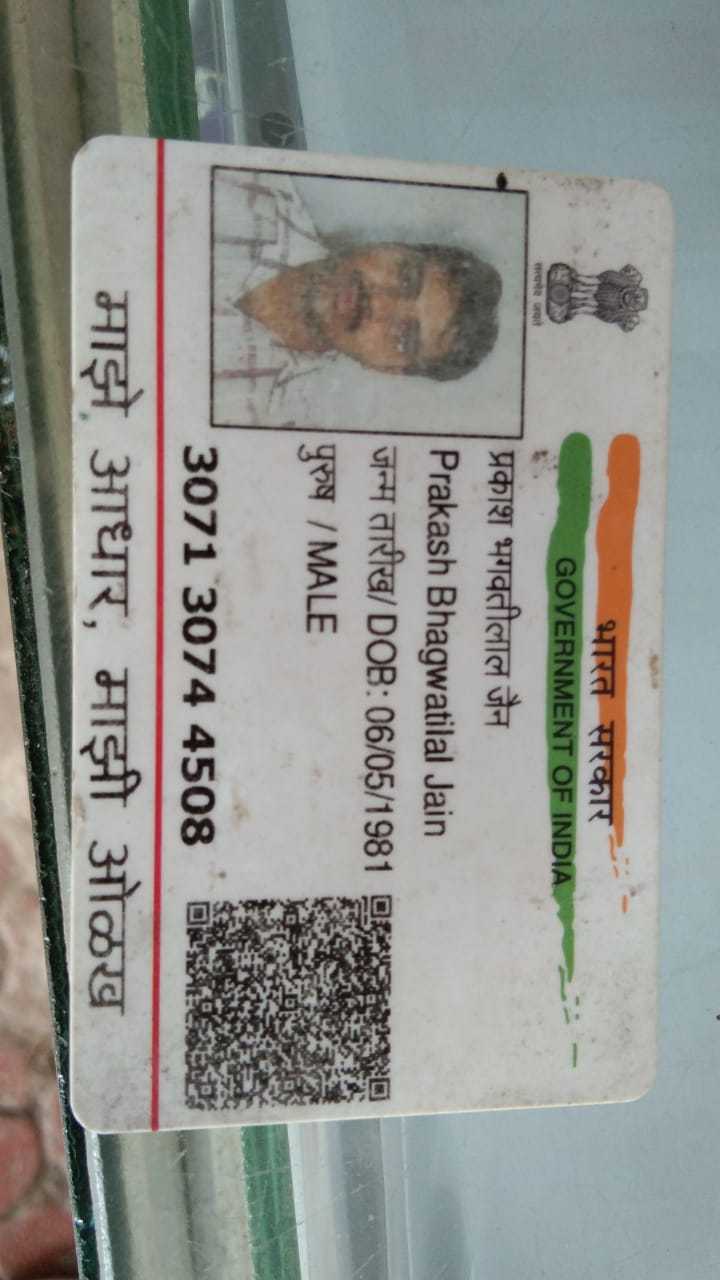 भारत सरकार
GOVERNMENT OF INDIA
सत्यमेव जयते
प्रकाश भगवतीलाल जैन
Prakash Bhagwatilal Jain
जन्म तारीख/ DOB: 06/05/1981
पुरुष / MALE
3071 3074 4508
माझे आधार, माझी ओळख